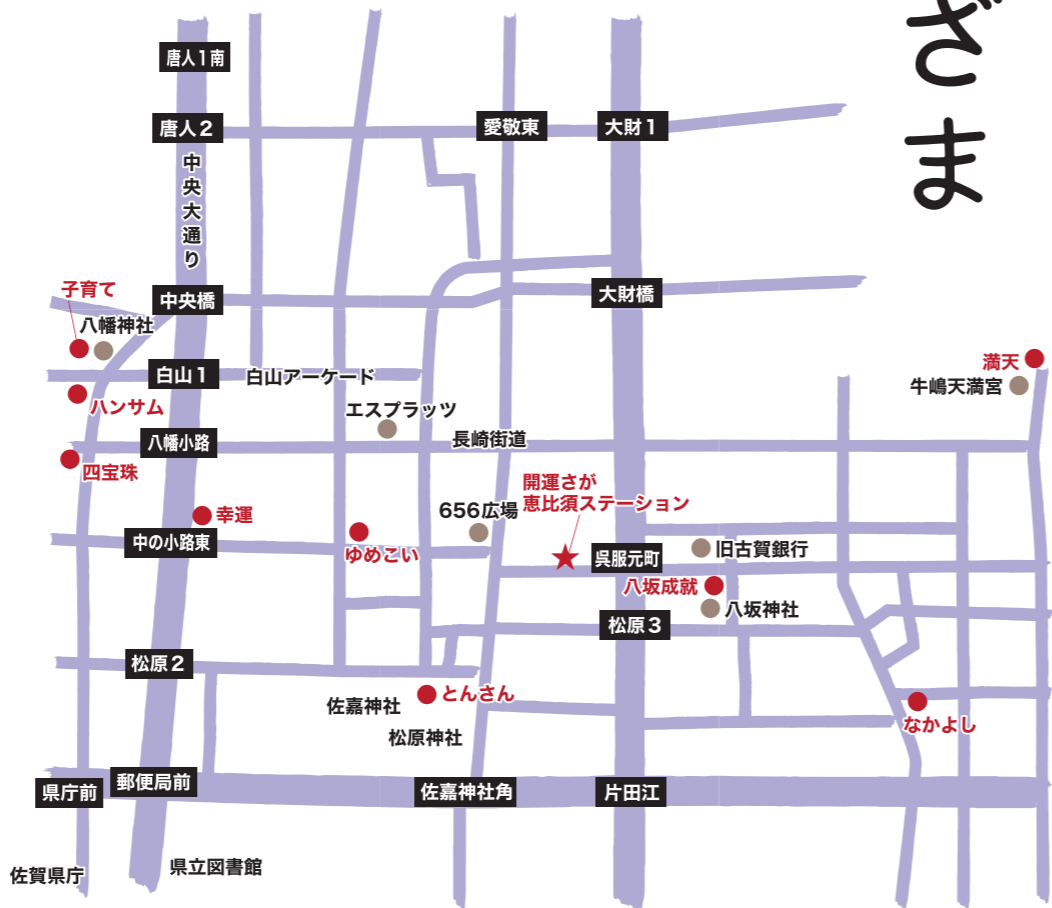 ざま
唐人1南
唐人2
愛敬東
大財1
中央大通り
子育て
中央橋
大財橋
八幡神社
白山1
白山アーケード
満天
牛嶋天満宮
ハンサム
エスプラッツ
八幡小路
長崎街道
四宝珠
開運さが
恵比須ステーション
656広場
幸運
中の小路東
ゆめこい
呉服元町
旧古賀銀行
八坂成就
八坂神社
松原3
松原2
とんさん
佐嘉神社
松原神社
なかよし
県庁前
郵便局前
佐嘉神社角
片田江
佐賀県庁
県立図書館